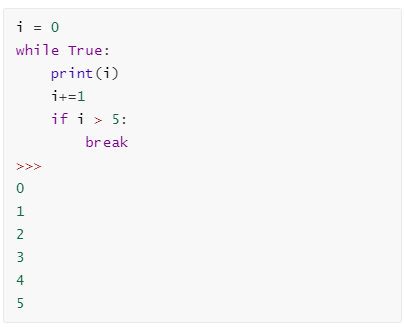 i = 0
while True:
    print(i)
    i+=1
    if i > 5:
        break
>>>
0
1
2
3
4
5